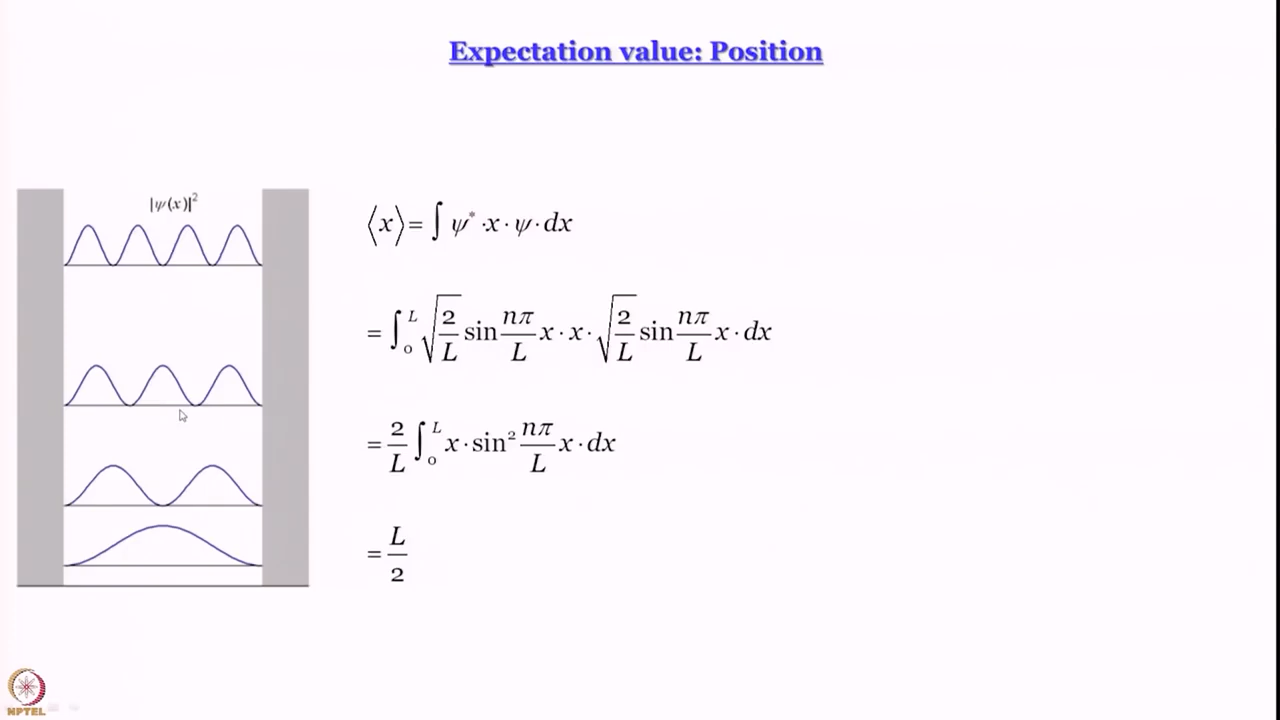 Expectation value: Position
|ψ(x)|²
⟨x⟩ = ∫ ψ* · x · ψ · dx
= ∫₀ᴸ √(2/L) sin (nπ/L) x · x · √(2/L) sin (nπ/L) x · dx
= 2/L ∫₀ᴸ x · sin² (nπ/L) x · dx
= L/2
NPTEL